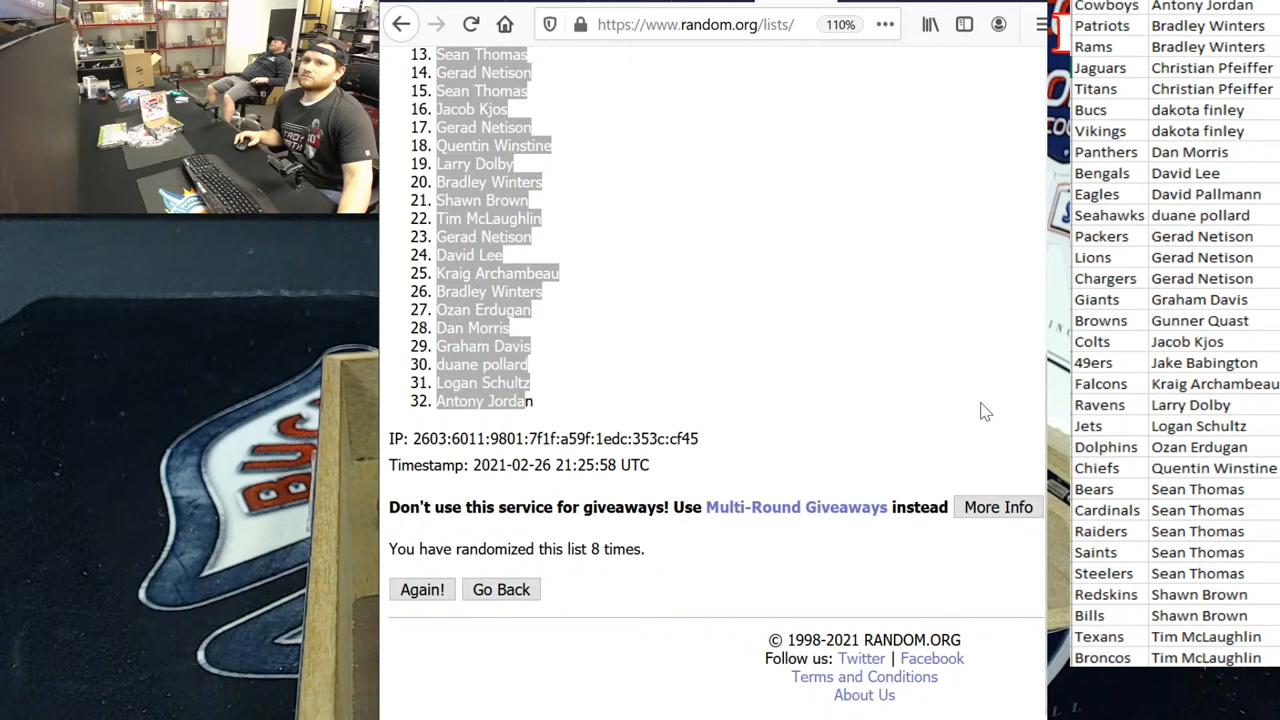 https://www.random.org/lists/
110%
13. Sean Thomas
14. Gerad Netison
15. Sean Thomas
16. Jacob Kjos
17. Gerad Netison
18. Quentin Winstine
19. Larry Dolby
20. Bradley Winters
21. Shawn Brown
22. Tim McLaughlin
23. Gerad Netison
24. David Lee
25. Kraig Archambeau
26. Bradley Winters
27. Ozan Erdugan
28. Dan Morris
29. Graham Davis
30. duane pollard
31. Logan Schultz
32. Antony Jordan
IP: 2603:6011:9801:7f1f:a59f:1edc:353c:cf45
Timestamp: 2021-02-26 21:25:58 UTC
Don't use this service for giveaways! Use Multi-Round Giveaways instead More Info
You have randomized this list 8 times.
Again! Go Back
© 1998-2021 RANDOM.ORG
Follow us: Twitter | Facebook
Terms and Conditions
About Us
Cowboys Antony Jordan
Patriots Bradley Winters
Rams Bradley Winters
Jaguars Christian Pfeiffer
Titans Christian Pfeiffer
Bucs dakota finley
Vikings dakota finley
Panthers Dan Morris
Bengals David Lee
Eagles David Pallmann
Seahawks duane pollard
Packers Gerad Netison
Lions Gerad Netison
Chargers Gerad Netison
Giants Graham Davis
Browns Gunner Quast
Colts Jacob Kjos
49ers Jake Babington
Falcons Kraig Archambeau
Ravens Larry Dolby
Jets Logan Schultz
Dolphins Ozan Erdugan
Chiefs Quentin Winstine
Bears Sean Thomas
Cardinals Sean Thomas
Raiders Sean Thomas
Saints Sean Thomas
Steelers Sean Thomas
Redskins Shawn Brown
Bills Shawn Brown
Texans Tim McLaughlin
Broncos Tim McLaughlin